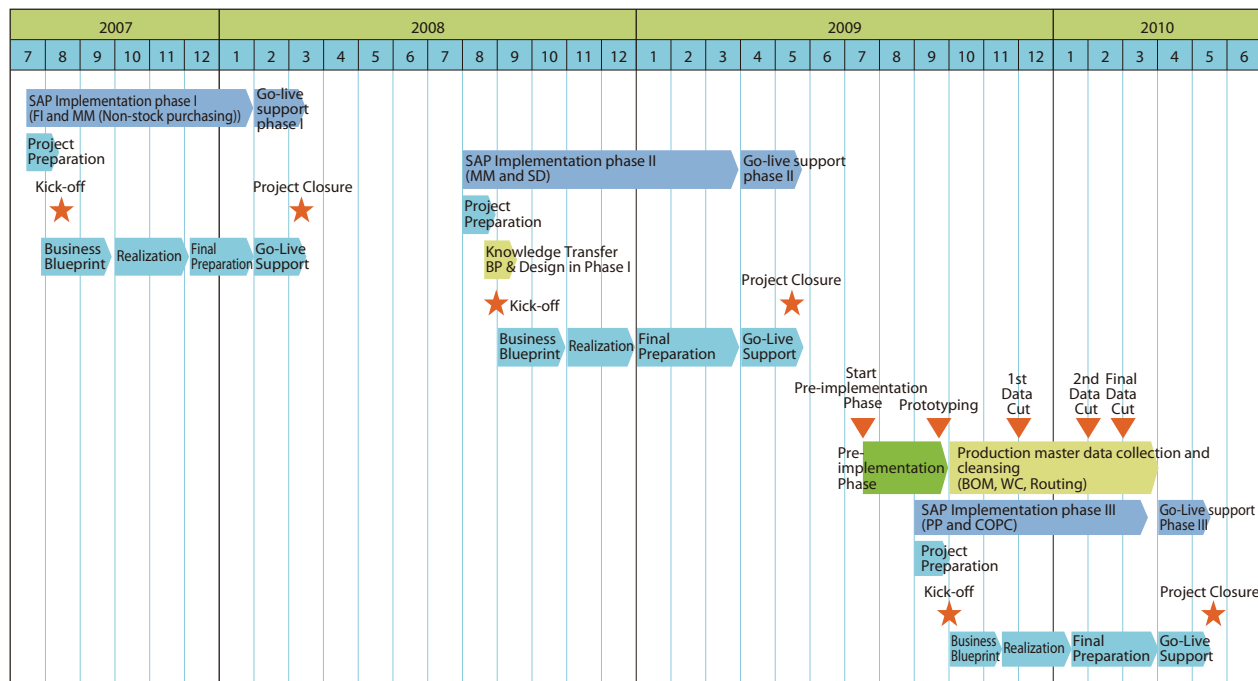 2007 2008 2009 2010
7 8 9 10 11 12 1 2 3 4 5 6 7 8 9 10 11 12 1 2 3 4 5 6 7 8 9 10 11 12 1 2 3 4 5 6
SAP Implementation phase I
(FI and MM (Non-stock purchasing))
Go-live
support
phase I
Project
Preparation
Kick-off
Project Closure
Business
Blueprint
Realization
Final
Preparation
Go-Live
Support
SAP Implementation phase II
(MM and SD)
Go-live support
phase II
Project
Preparation
Knowledge Transfer
BP & Design in Phase I
Kick-off
Project Closure
Business
Blueprint
Realization
Final
Preparation
Go-Live
Support
Start
Pre-implementation
Phase
Prototyping
1st
Data
Cut
2nd
Data
Cut
Final
Data
Cut
Pre-
implementation
Phase
Production master data collection and
cleansing
(BOM, WC, Routing)
SAP Implementation phase III
(PP and COPC)
Go-Live support
Phase III
Project
Preparation
Kick-off
Project Closure
Business
Blueprint
Realization
Final
Preparation
Go-Live
Support